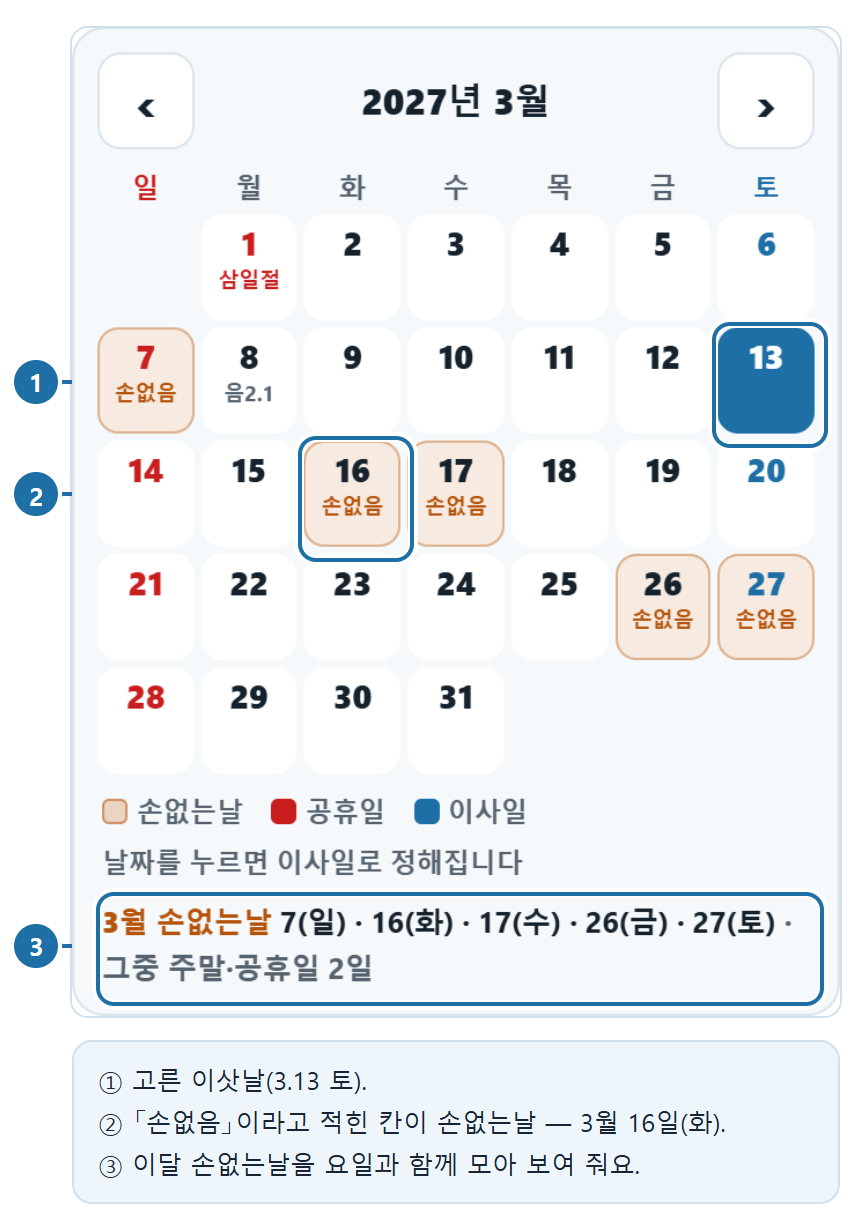 ‹ 2027년 3월 ›
일 월 화 수 목 금 토
1 2 3 4 5 6
삼일절
7 8 9 10 11 12 13
손없음 음2.1
1
14 15 16 17 18 19 20
손없음 손없음
2
21 22 23 24 25 26 27
손없음 손없음
28 29 30 31
손없는날 공휴일 이사일
날짜를 누르면 이사일로 정해집니다
3월 손없는날 7(일) · 16(화) · 17(수) · 26(금) · 27(토) ·
3
그중 주말·공휴일 2일
① 고른 이삿날(3.13 토).
② 「손없음」이라고 적힌 칸이 손없는날 — 3월 16일(화).
③ 이달 손없는날을 요일과 함께 모아 보여 줘요.